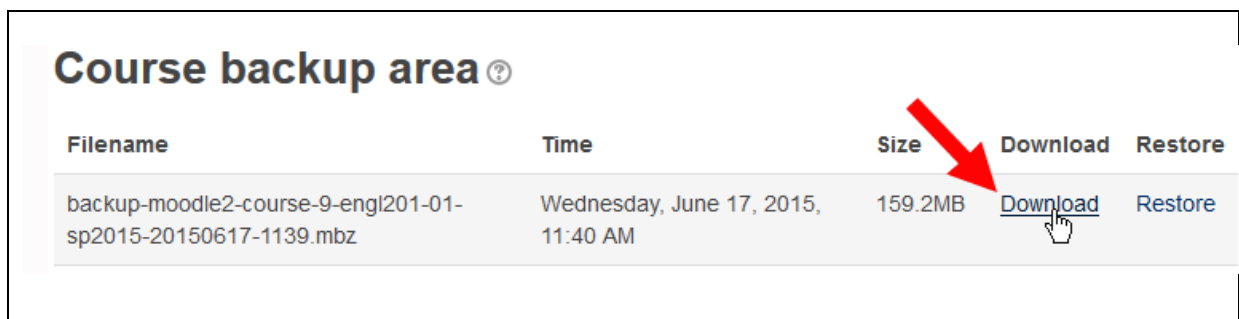 Course backup area
Filename Time Size Download Restore
backup-moodle2-course-9-engl201-01- Wednesday, June 17, 2015, 159.2MB Download Restore
sp2015-20150617-1139.mbz 11:40 AM